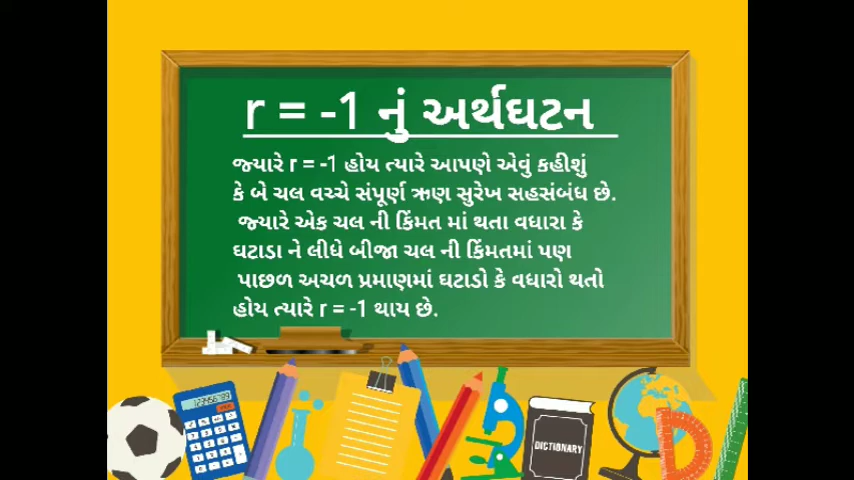 r = -1 નું અર્થઘટન
જ્યારે r = -1 હોય ત્યારે આપણે એવું કહીશું
કે બે ચલ વચ્ચે સંપૂર્ણ ઋણ સુરેખ સહસંબંધ છે.
જ્યારે એક ચલ ની કિંમત માં થતા વધારા કે
ઘટાડા ને લીધે બીજા ચલ ની કિંમતમાં પણ
પાછળ અચળ પ્રમાણમાં ઘટાડો કે વધારો થતો
હોય ત્યારે r = -1 થાય છે.
DICTIONARY